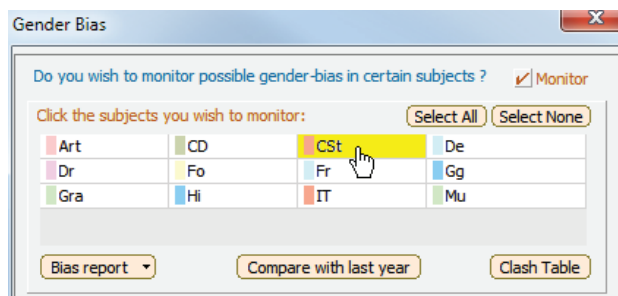 Gender Bias
Do you wish to monitor possible gender-bias in certain subjects ? Monitor
Click the subjects you wish to monitor: Select All Select None
Art CD CSt De
Dr Fo Fr Gg
Gra Hi IT Mu
Bias report Compare with last year Clash Table